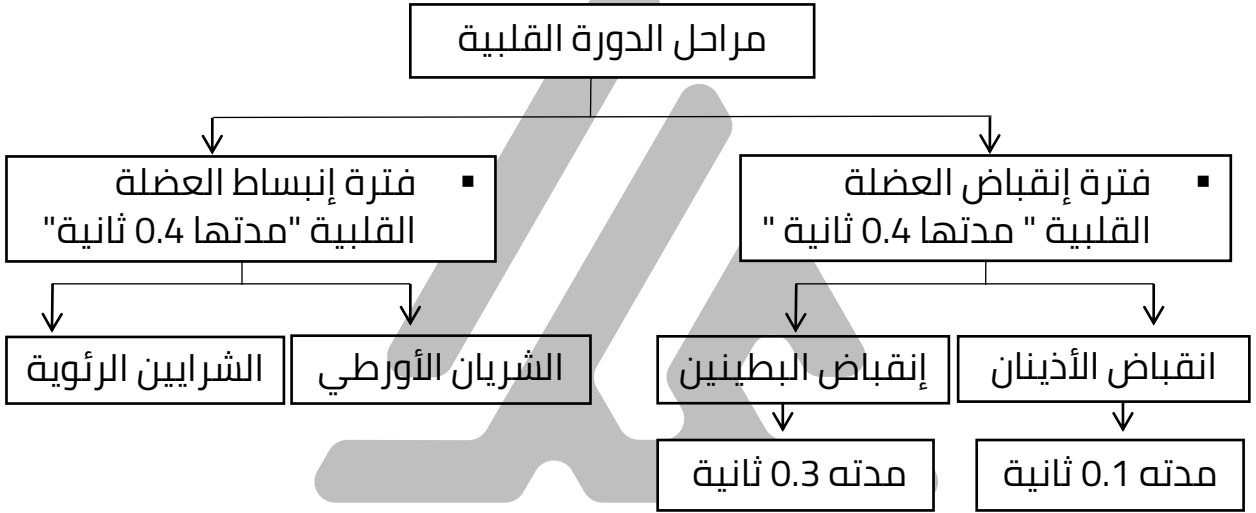 مراحل الدورة القلبية
▪ فترة إنقباض العضلة
القلبية " مدتها 0.4 ثانية "
▪ فترة إنبساط العضلة
القلبية "مدتها 0.4 ثانية"
انقباض الأذينان
إنقباض البطينين
الشريان الأورطي
الشرايين الرئوية
مدته 0.1 ثانية
مدته 0.3 ثانية